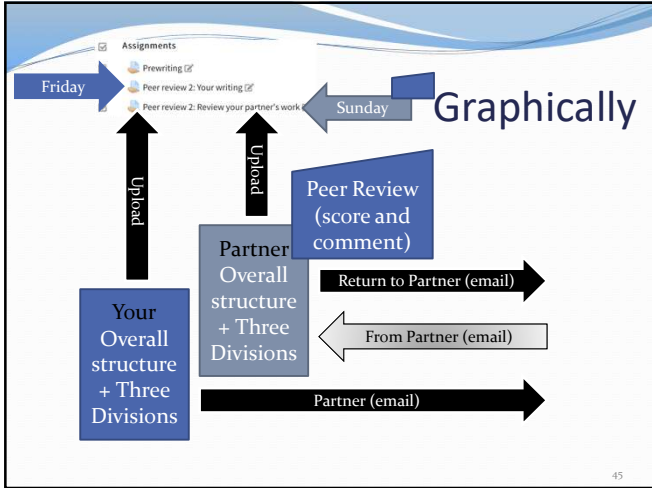 Assignments
Prewriting
Friday
Peer review 2: Your writing
Peer review 2: Review your partner's work
Sunday
Graphically
Upload
Upload
Peer Review
(score and
comment)
Partner
Overall
structure
+ Three
Divisions
Return to Partner (email)
Your
Overall
structure
+ Three
Divisions
From Partner (email)
Partner (email)
45